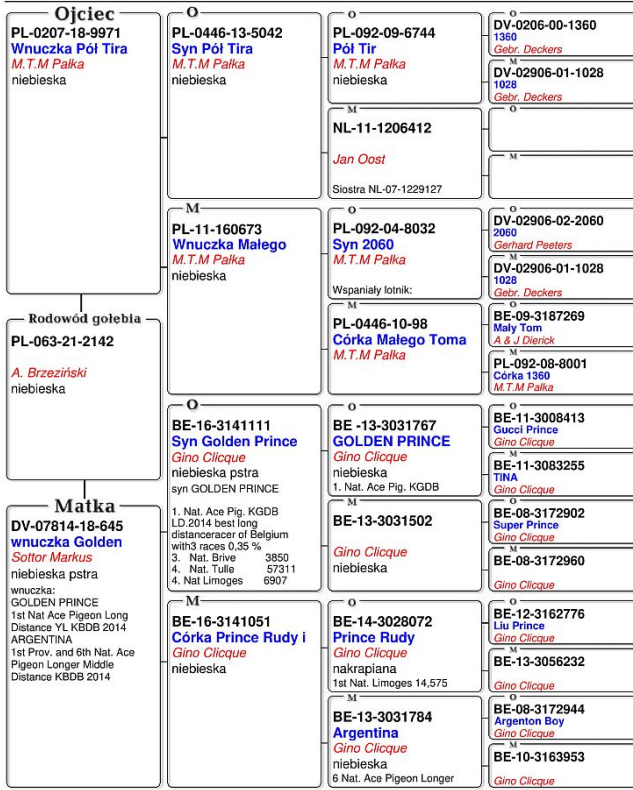 Ojciec
PL-0207-18-9971
Wnuczka Pół Tira
M.T.M Pałka
niebieska
Rodowód gołębia
PL-063-21-2142
A. Brzeziński
niebieska
Matka
DV-07814-18-645
wnuczka Golden
Sottor Markus
niebieska pstra
wnuczka:
GOLDEN PRINCE
1st Nat Ace Pigeon Long
Distance YL KBDB 2014
ARGENTINA
1st Prov. and 6th Nat. Ace
Pigeon Longer Middle
Distance KBDB 2014
O
PL-0446-13-5042
Syn Pół Tira
M.T.M Pałka
niebieska
M
PL-11-160673
Wnuczka Małego
M.T.M Pałka
niebieska
O
BE-16-3141111
Syn Golden Prince
Gino Clicque
niebieska pstra
syn GOLDEN PRINCE
1. Nat. Ace Pig. KGDB
LD.2014 best long
distanceracer of Belgium
with3 races 0,35 %
3. Nat. Brive 3850
4. Nat. Tulle 57311
4. Nat Limoges 6907
M
BE-16-3141051
Córka Prince Rudy i
Gino Clicque
niebieska
O
PL-092-09-6744
Pół Tir
M.T.M Pałka
niebieska
M
NL-11-1206412
Jan Oost
Siostra NL-07-1229127
O
PL-092-04-8032
Syn 2060
M.T.M Pałka
Wspaniały lotnik:
M
PL-0446-10-98
Córka Małego Toma
M.T.M Pałka
O
BE -13-3031767
GOLDEN PRINCE
Gino Clicque
niebieska
1. Nat. Ace Pig. KGDB
M
BE-13-3031502
Gino Clicque
niebieska
O
BE-14-3028072
Prince Rudy
Gino Clicque
nakrapiana
1st Nat. Limoges 14,575
M
BE-13-3031784
Argentina
Gino Clicque
niebieska
6 Nat. Ace Pigeon Longer
O
DV-0206-00-1360
1360
Gebr. Deckers
M
DV-02906-01-1028
1028
Gebr. Deckers
O
M
O
DV-02906-02-2060
2060
Gerhard Peeters
M
DV-02906-01-1028
1028
Gebr. Deckers
O
BE-09-3187269
Mały Tom
A & J Dierick
M
PL-092-08-8001
Córka 1360
M.T.M Pałka
O
BE-11-3008413
Gucci Prince
Gino Clicque
M
BE-11-3083255
TINA
Gino Clicque
O
BE-08-3172902
Super Prince
Gino Clicque
M
BE-08-3172960
Gino Clicque
O
BE-12-3162776
Liu Prince
Gino Clicque
M
BE-13-3056232
Gino Clicque
O
BE-08-3172944
Argenton Boy
Gino Clicque
M
BE-10-3163953
Gino Clicque